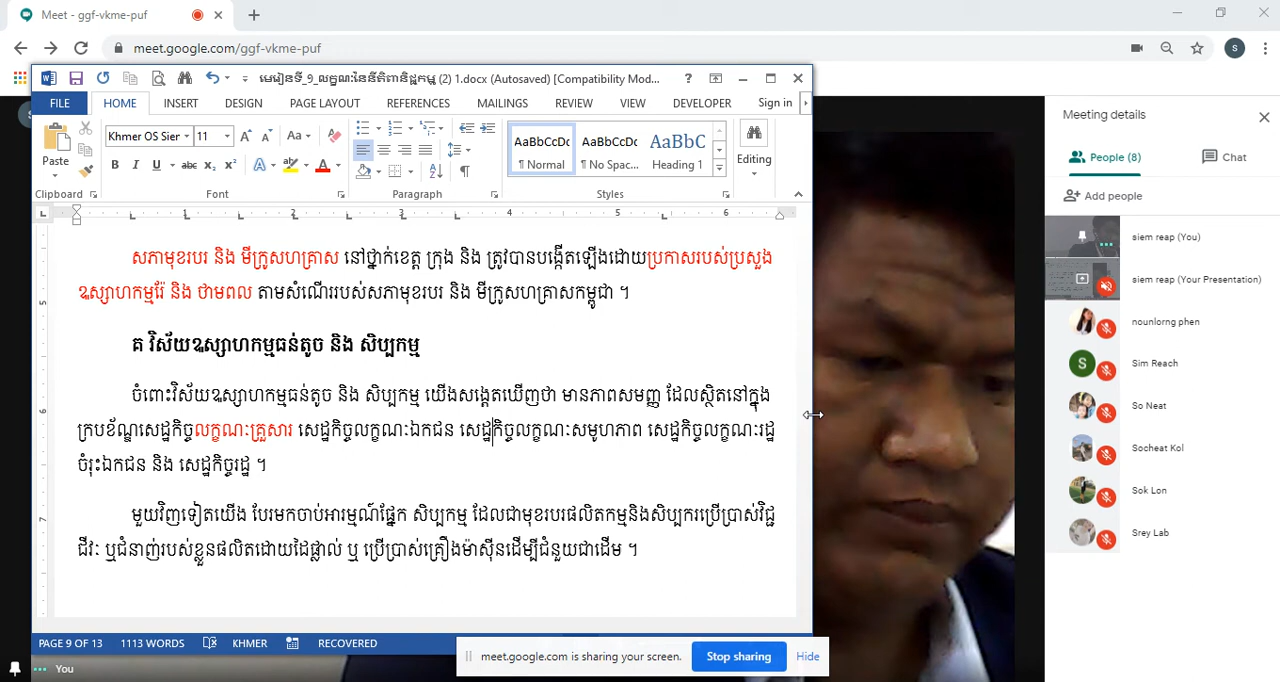 Meet - ggf-vkme-puf
meet.google.com/ggf-vkme-puf
មេរៀនទី_9_លក្ខណៈនៃនីតិពាណិជ្ជកម្ម (2) 1.docx (Autosaved) [Compatibility Mod...
FILE HOME INSERT DESIGN PAGE LAYOUT REFERENCES MAILINGS REVIEW VIEW DEVELOPER Sign in
Khmer OS Sier 11
Paste
AaBbCcDc AaBbCcDc AaBbC
¶ Normal ¶ No Spac... Heading 1
Editing
Clipboard Font Paragraph Styles
1 2 3 4 5 6
សភាមុខរបរ និង មីក្រូសហគ្រាស នៅថ្នាក់ខេត្ត ក្រុង និង ត្រូវបានបង្កើតឡើងដោយប្រកាសរបស់ប្រសួង
ឧស្សាហកម្មរ៉ែ និង ថាមពល តាមសំណើររបស់សភាមុខរបរ និង មីក្រូសហគ្រាសកម្ពុជា ។
គ វិស័យឧស្សាហកម្មធន់តូច និង សិប្បកម្ម
ចំពោះវិស័យឧស្សាហកម្មធន់តូច និង សិប្បកម្ម យើងសង្កេតឃើញថា មានភាពសមញ្ញ ដែលស្ថិតនៅក្នុង
ក្របខ័ណ្ឌសេដ្ឋកិច្ចលក្ខណៈគ្រួសារ សេដ្ឋកិច្ចលក្ខណៈឯកជន សេដ្ឋកិច្ចលក្ខណៈសមូហភាព សេដ្ឋកិច្ចលក្ខណៈរដ្ឋ
ចំរុះឯកជន និង សេដ្ឋកិច្ចរដ្ឋ ។
មួយវិញទៀតយើង បែរមកចាប់អារម្មណ៍ផ្នែក សិប្បកម្ម ដែលជាមុខរបរផលិតកម្មនិងសិប្បករប្រើប្រាស់វិជ្ជ
ជីវៈ ឬជំនាញរបស់ខ្លួនផលិតដោយដៃផ្ទាល់ ឬ ប្រើប្រាស់គ្រឿងម៉ាស៊ីនដើម្បីជំនួយជាដើម ។
5
6
7
PAGE 9 OF 13 1113 WORDS KHMER RECOVERED
meet.google.com is sharing your screen. Stop sharing Hide
You
Meeting details
People (8) Chat
Add people
siem reap (You)
siem reap (Your Presentation)
nounlorng phen
Sim Reach
So Neat
Socheat Kol
Sok Lon
Srey Lab